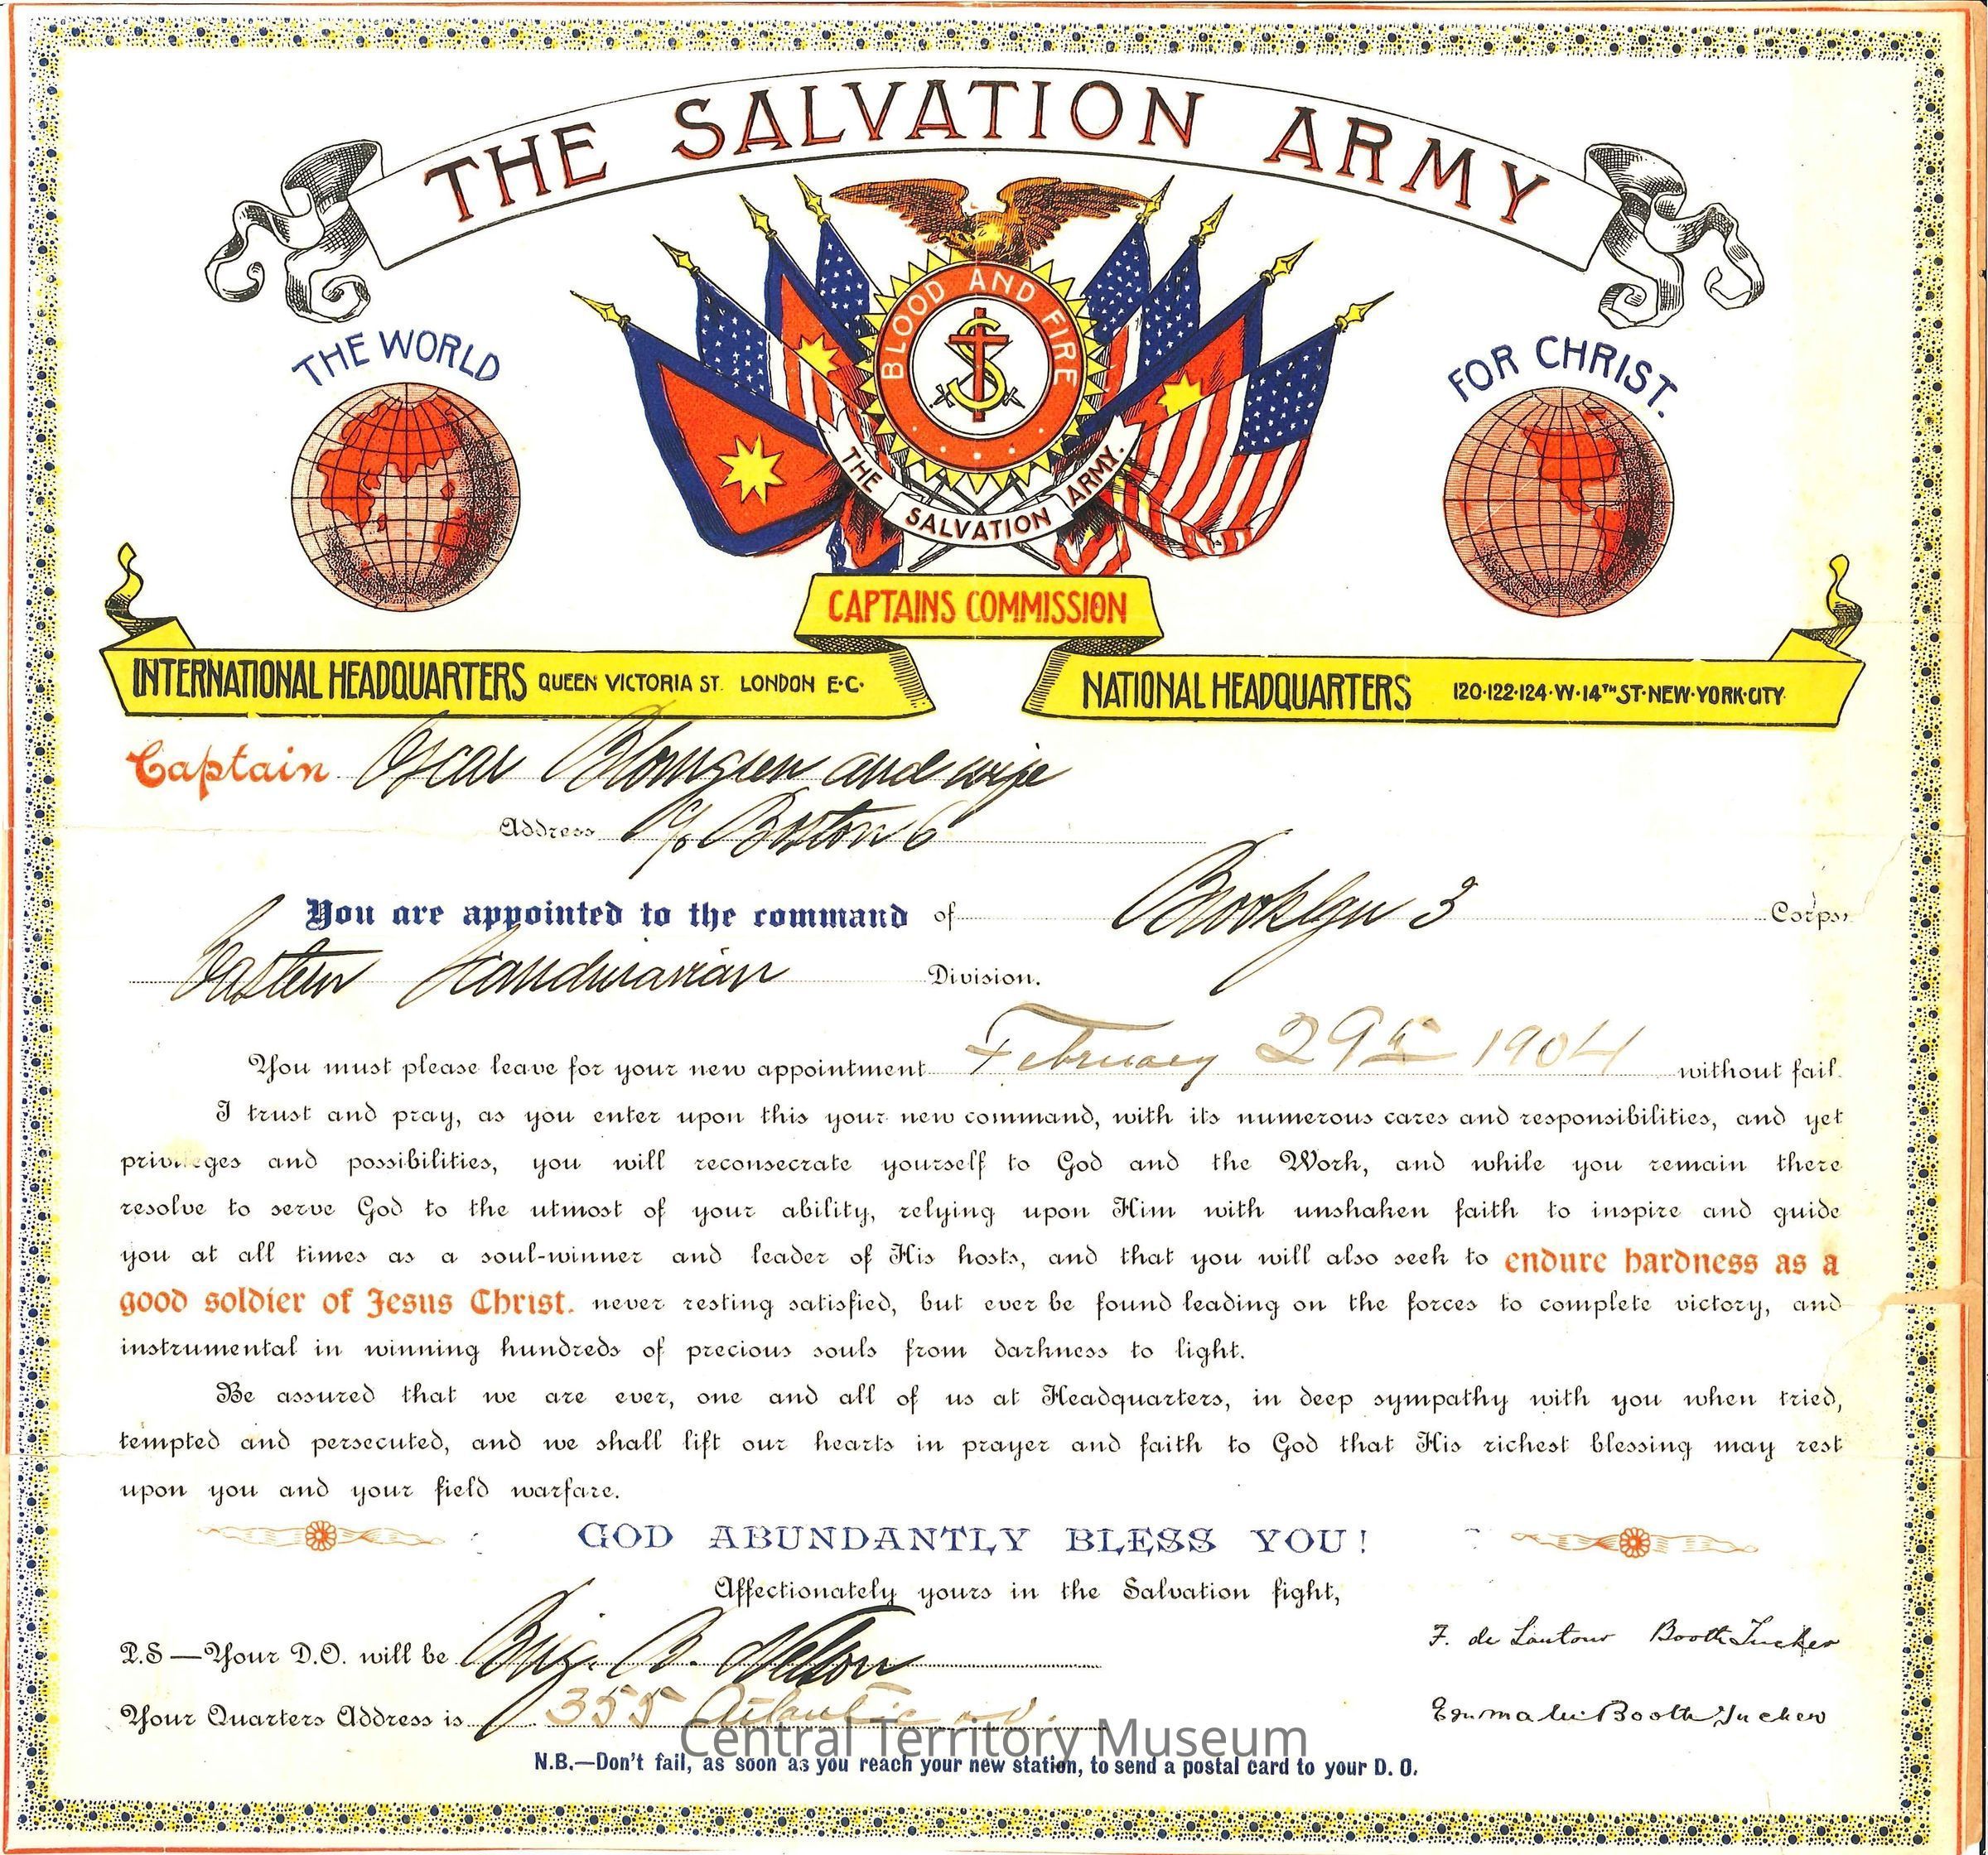 THE SALVATION ARMY
THE WORLD
FOR CHRIST.
BLOOD AND FIRE
S
THE SALVATION ARMY.
CAPTAINS COMMISSION
INTERNATIONAL HEADQUARTERS QUEEN VICTORIA ST. LONDON E·C·
NATIONAL HEADQUARTERS 120·122·124·W·14TH ST·NEW·YORK·CITY
Captain Oscar Blomgren and wife
Address c/o Boston 6
You are appointed to the command of Brooklyn 3 Corps,
Eastern Scandinavian Division.
You must please leave for your new appointment February 29th 1904 without fail.
I trust and pray, as you enter upon this your new command, with its numerous cares and responsibilities, and yet
privileges and possibilities, you will reconsecrate yourself to God and the Work, and while you remain there
resolve to serve God to the utmost of your ability, relying upon Him with unshaken faith to inspire and guide
you at all times as a soul-winner and leader of His hosts, and that you will also seek to endure hardness as a
good soldier of Jesus Christ. never resting satisfied, but ever be found leading on the forces to complete victory, and
instrumental in winning hundreds of precious souls from darkness to light.
Be assured that we are ever, one and all of us at Headquarters, in deep sympathy with you when tried,
tempted and persecuted, and we shall lift our hearts in prayer and faith to God that His richest blessing may rest
upon you and your field warfare.
GOD ABUNDANTLY BLESS YOU!
Affectionately yours in the Salvation fight,
F. de Lautour Booth Tucker
P.S—Your D.O. will be Brig. B. Nelson
Emma M. Booth Tucker
Your Quarters Address is 355 Atlantic av.
Central Territory Museum
N.B.—Don't fail, as soon as you reach your new station, to send a postal card to your D. O.